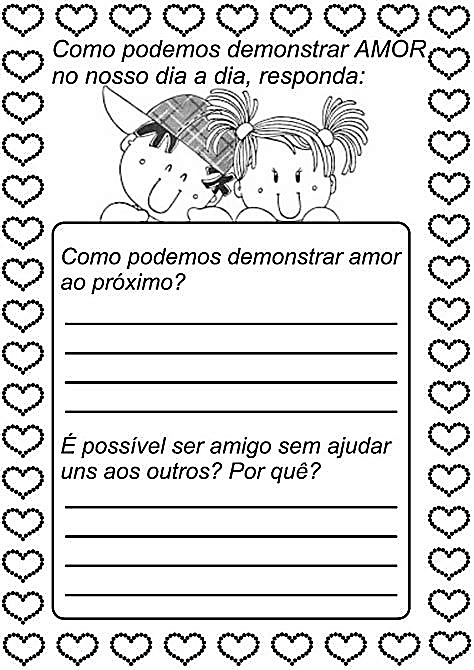 Como podemos demonstrar AMOR
no nosso dia a dia, responda:
Como podemos demonstrar amor
ao próximo?
É possível ser amigo sem ajudar
uns aos outros? Por quê?